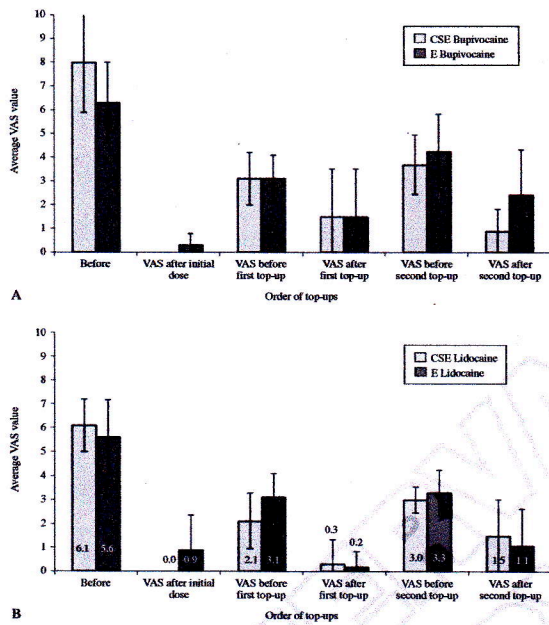 10
9
8
7
6
5
4
3
2
1
0
Average VAS value
CSE Bupivocaine
E Bupivocaine
Before
VAS after initial dose
VAS before first top-up
VAS after first top-up
VAS before second top-up
VAS after second top-up
A
Order of top-ups
10
9
8
7
6
5
4
3
2
1
0
Average VAS value
CSE Lidocaine
E Lidocaine
6.1
5.6
0.0
0.9
2.1
3.1
0.3
0.2
3.0
3.3
1.5
1.1
Before
VAS after initial dose
VAS before first top-up
VAS after first top-up
VAS before second top-up
VAS after second top-up
B
Order of top-ups